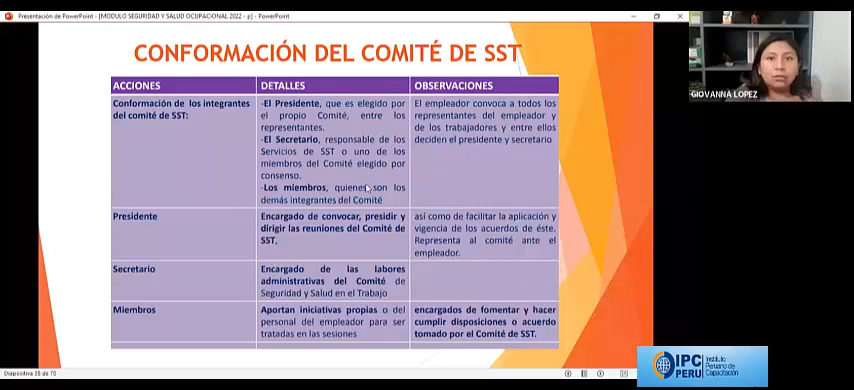 Presentación de PowerPoint - [MODULO SEGURIDAD Y SALUD OCUPACIONAL 2022 - p] - PowerPoint
CONFORMACIÓN DEL COMITÉ DE SST
ACCIONES
DETALLES
OBSERVACIONES
Conformación de los integrantes
del comité de SST:
-El Presidente, que es elegido por
el propio Comité, entre los
representantes.
-El Secretario, responsable de los
Servicios de SST o uno de los
miembros del Comité elegido por
consenso.
-Los miembros, quienes son los
demás integrantes del Comité
El empleador convoca a todos los
representantes del empleador y
de los trabajadores y entre ellos
deciden el presidente y secretario
Presidente
Encargado de convocar, presidir y
dirigir las reuniones del Comité de
SST,
así como de facilitar la aplicación y
vigencia de los acuerdos de éste.
Representa al comité ante el
empleador.
Secretario
Encargado de las labores
administrativas del Comité de
Seguridad y Salud en el Trabajo
Miembros
Aportan iniciativas propias o del
personal del empleador para ser
tratadas en las sesiones
encargados de fomentar y hacer
cumplir disposiciones o acuerdo
tomado por el Comité de SST.
GIOVANNA LOPEZ
IPC
PERU
Instituto
Peruano de
Capacitación
Diapositiva 38 de 70